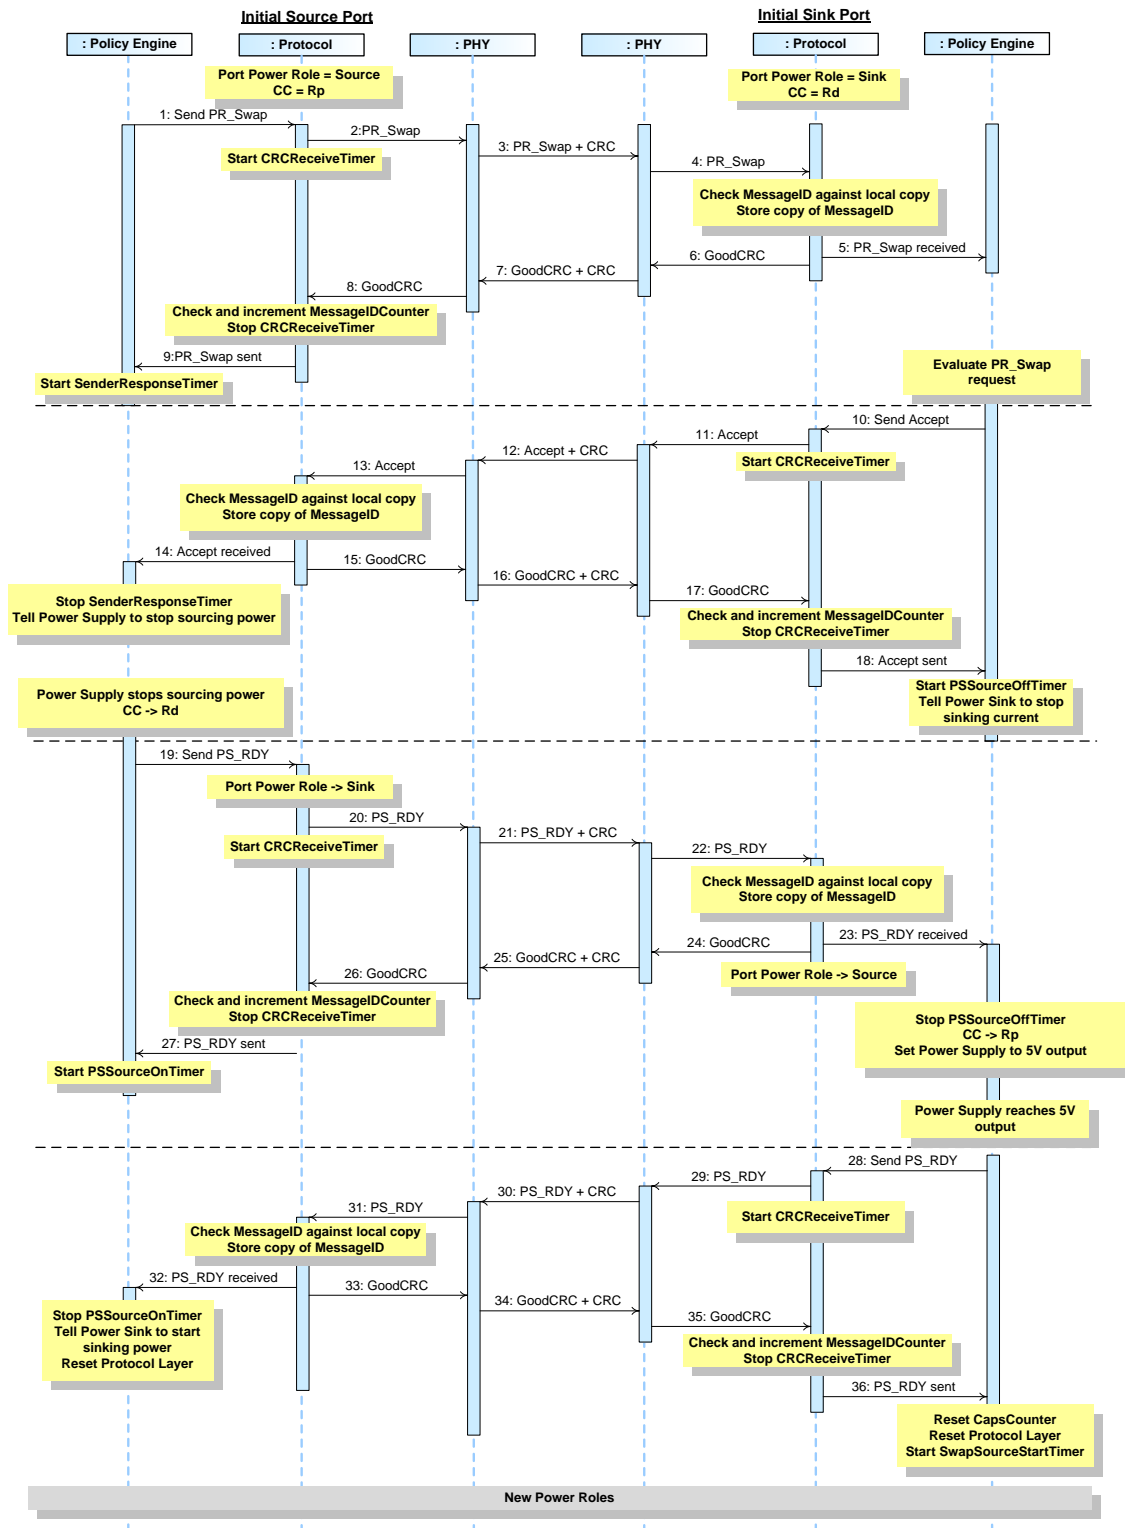 Initial Source Port
Initial Sink Port
: Policy Engine
: Protocol
: PHY
: PHY
: Protocol
: Policy Engine
Port Power Role = Source
CC = Rp
Port Power Role = Sink
CC = Rd
1: Send PR_Swap
2:PR_Swap
Start CRCReceiveTimer
3: PR_Swap + CRC
4: PR_Swap
Check MessageID against local copy
Store copy of MessageID
5: PR_Swap received
6: GoodCRC
7: GoodCRC + CRC
8: GoodCRC
Check and increment MessageIDCounter
Stop CRCReceiveTimer
9:PR_Swap sent
Start SenderResponseTimer
Evaluate PR_Swap
request
10: Send Accept
11: Accept
Start CRCReceiveTimer
12: Accept + CRC
13: Accept
Check MessageID against local copy
Store copy of MessageID
14: Accept received
15: GoodCRC
16: GoodCRC + CRC
17: GoodCRC
Stop SenderResponseTimer
Tell Power Supply to stop sourcing power
Check and increment MessageIDCounter
Stop CRCReceiveTimer
18: Accept sent
Start PSSourceOffTimer
Tell Power Sink to stop
sinking current
Power Supply stops sourcing power
CC -> Rd
19: Send PS_RDY
Port Power Role -> Sink
20: PS_RDY
Start CRCReceiveTimer
21: PS_RDY + CRC
22: PS_RDY
Check MessageID against local copy
Store copy of MessageID
23: PS_RDY received
24: GoodCRC
25: GoodCRC + CRC
26: GoodCRC
Port Power Role -> Source
Check and increment MessageIDCounter
Stop CRCReceiveTimer
Stop PSSourceOffTimer
CC -> Rp
Set Power Supply to 5V output
27: PS_RDY sent
Start PSSourceOnTimer
Power Supply reaches 5V
output
28: Send PS_RDY
29: PS_RDY
Start CRCReceiveTimer
30: PS_RDY + CRC
31: PS_RDY
Check MessageID against local copy
Store copy of MessageID
32: PS_RDY received
33: GoodCRC
34: GoodCRC + CRC
35: GoodCRC
Stop PSSourceOnTimer
Tell Power Sink to start
sinking power
Reset Protocol Layer
Check and increment MessageIDCounter
Stop CRCReceiveTimer
36: PS_RDY sent
Reset CapsCounter
Reset Protocol Layer
Start SwapSourceStartTimer
New Power Roles